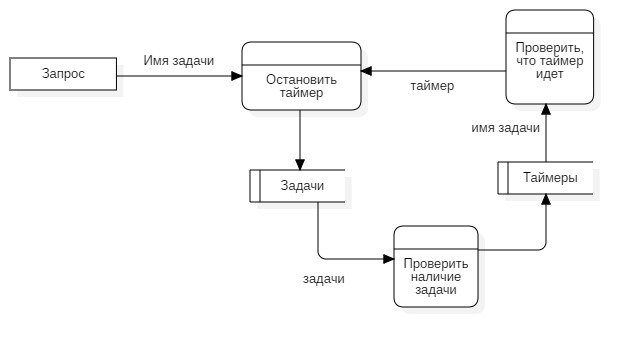 Запрос
Имя задачи
Остановить
таймер
таймер
Проверить,
что таймер
идет
имя задачи
Таймеры
Задачи
задачи
Проверить
наличие
задачи